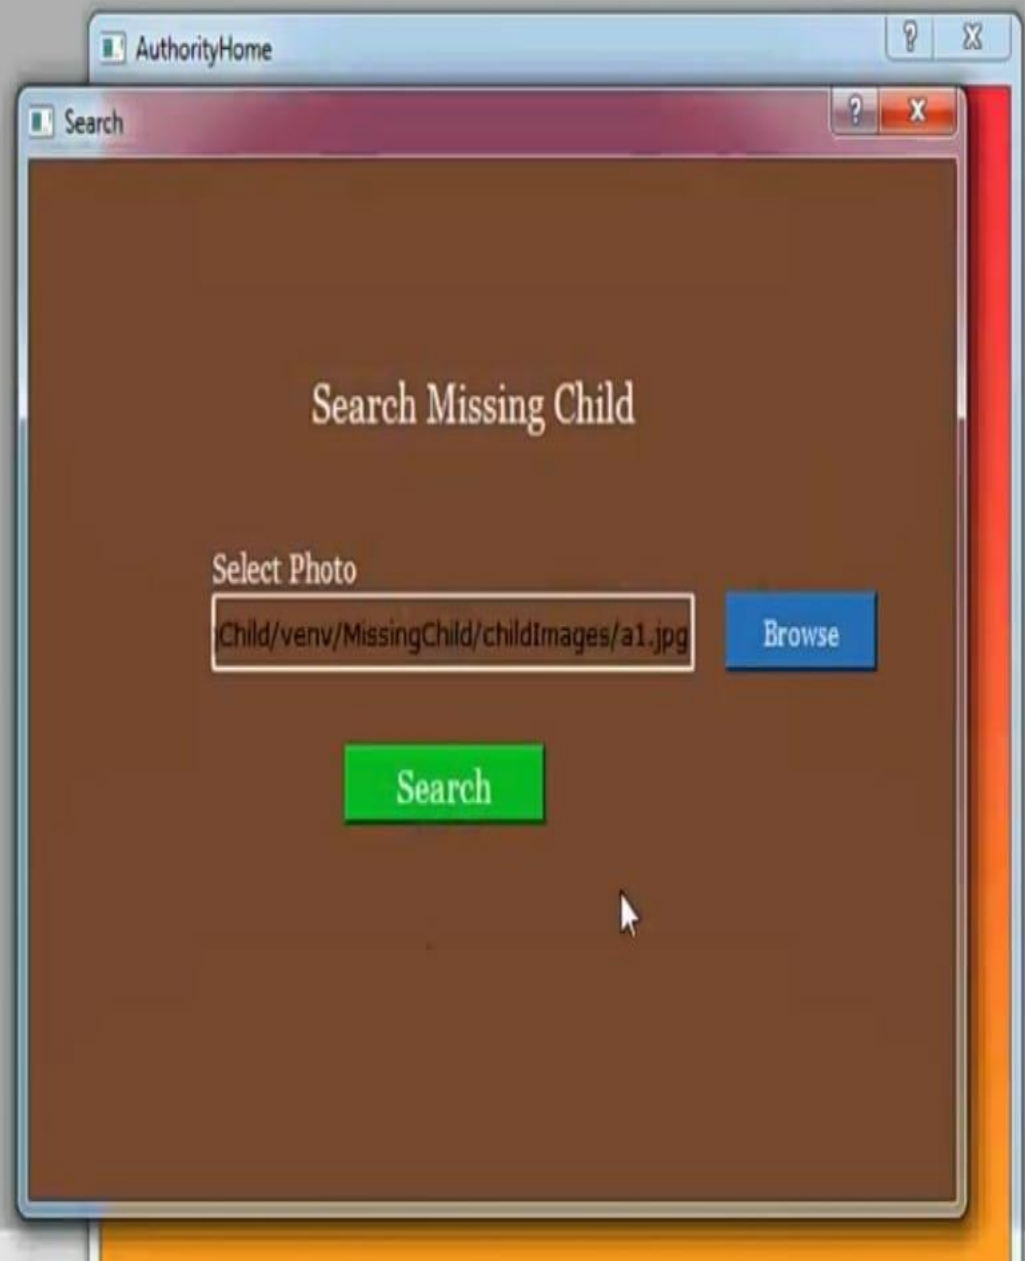 AuthorityHome
Search
Search Missing Child
Select Photo
Child/venv/MissingChild/childImages/a1.jpg
Browse
Search